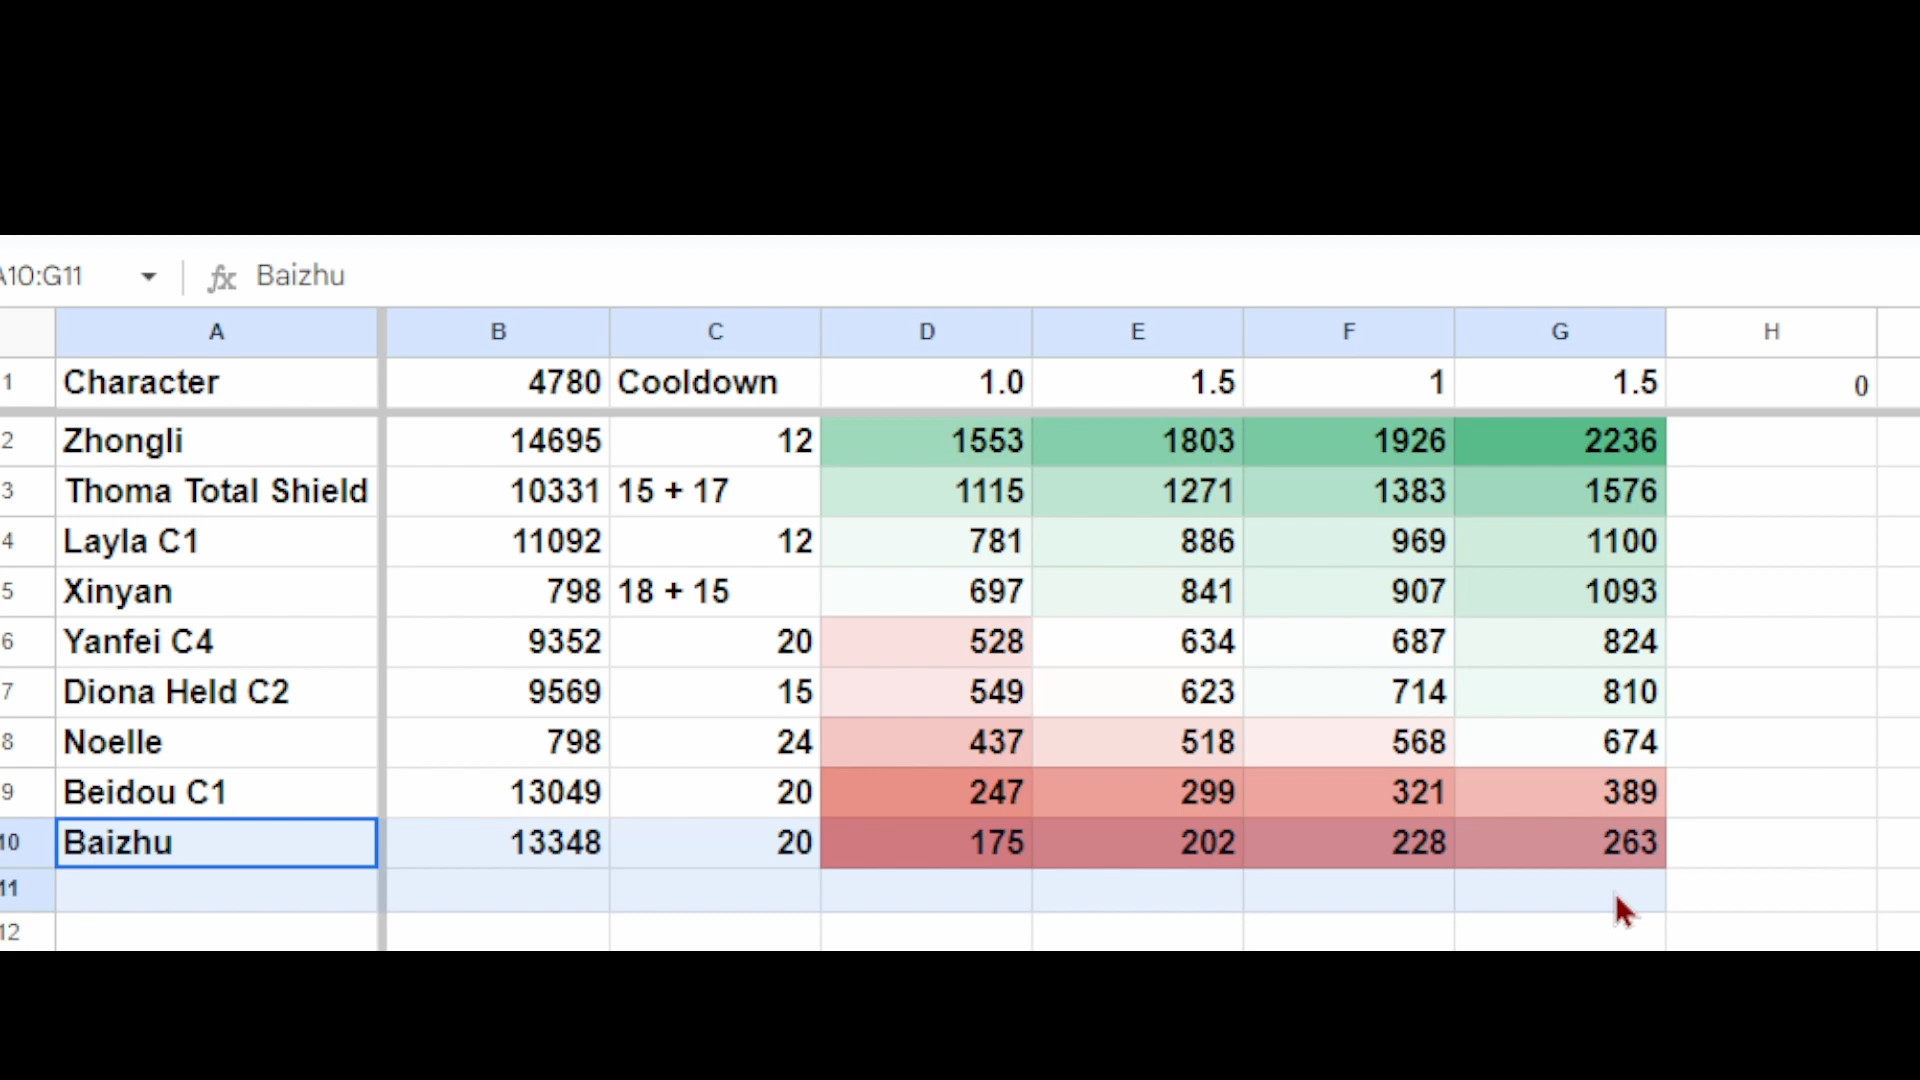 A10:G11 fx Baizhu
A B C D E F G H
1 Character 4780 Cooldown 1.0 1.5 1 1.5 0
2 Zhongli 14695 12 1553 1803 1926 2236
3 Thoma Total Shield 10331 15 + 17 1115 1271 1383 1576
4 Layla C1 11092 12 781 886 969 1100
5 Xinyan 798 18 + 15 697 841 907 1093
6 Yanfei C4 9352 20 528 634 687 824
7 Diona Held C2 9569 15 549 623 714 810
8 Noelle 798 24 437 518 568 674
9 Beidou C1 13049 20 247 299 321 389
10 Baizhu 13348 20 175 202 228 263
11
12